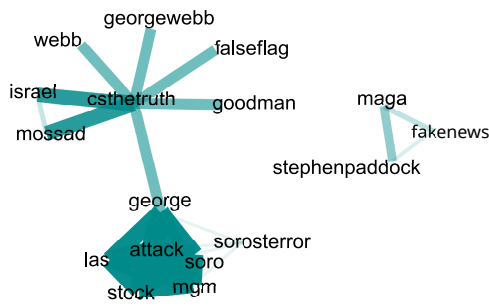 georgewebb
webb
falseflag
israel
csthetruth
goodman
maga
mossad
fakenews
stephenpaddock
george
sorosterror
attack
las
soro
mgm
stock